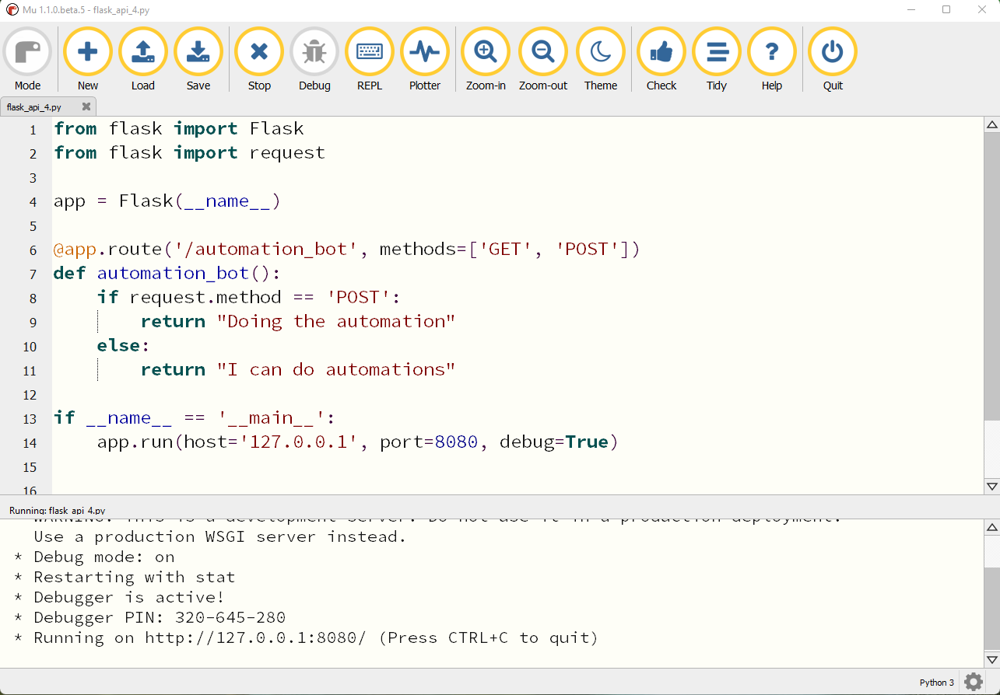 Mu 1.1.0.beta.5 - flask_api_4.py
Mode New Load Save Stop Debug REPL Plotter Zoom-in Zoom-out Theme Check Tidy Help Quit
flask_api_4.py
1 from flask import Flask
2 from flask import request
3
4 app = Flask(__name__)
5
6 @app.route('/automation_bot', methods=['GET', 'POST'])
7 def automation_bot():
8     if request.method == 'POST':
9         return "Doing the automation"
10     else:
11         return "I can do automations"
12
13 if __name__ == '__main__':
14     app.run(host='127.0.0.1', port=8080, debug=True)
15
16
Running: flask_api_4.py
WARNING: This is a development server. Do not use it in a production deployment.
Use a production WSGI server instead.
* Debug mode: on
* Restarting with stat
* Debugger is active!
* Debugger PIN: 320-645-280
* Running on http://127.0.0.1:8080/ (Press CTRL+C to quit)
Python 3